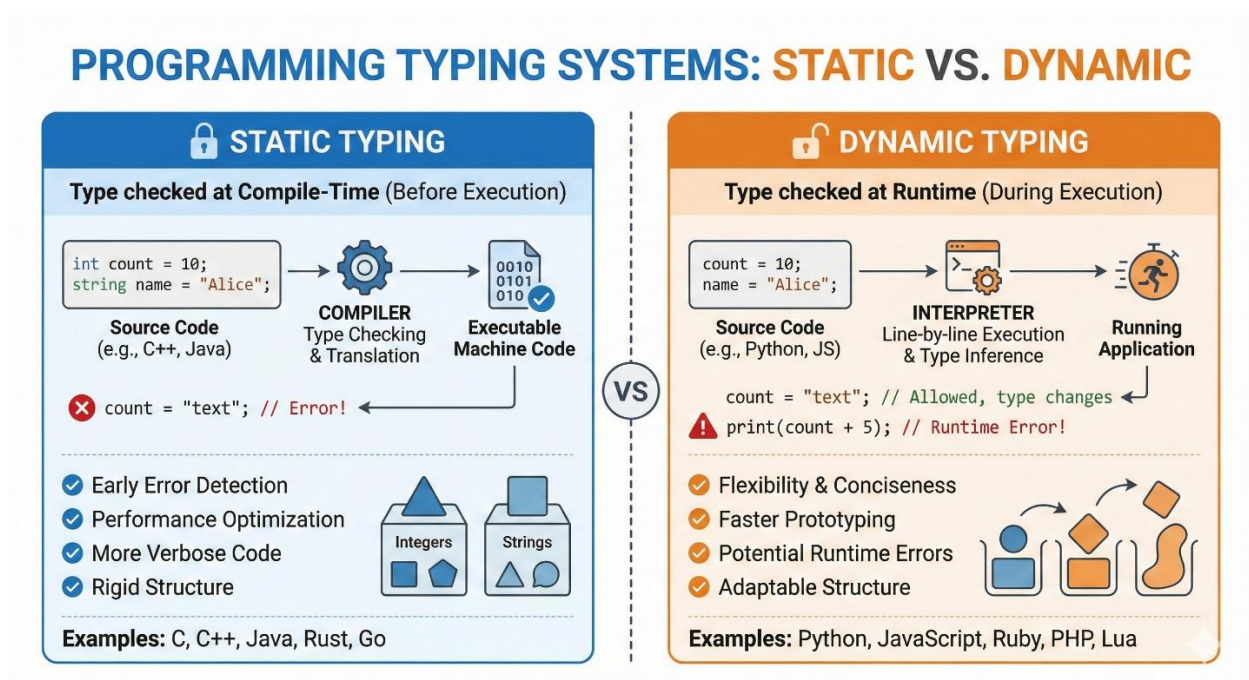 PROGRAMMING TYPING SYSTEMS: STATIC VS. DYNAMIC
STATIC TYPING
Type checked at Compile-Time (Before Execution)
int count = 10;
string name = "Alice";
Source Code
(e.g., C++, Java)
COMPILER
Type Checking
& Translation
0010
0101
010
Executable
Machine Code
count = "text"; // Error!
Early Error Detection
Performance Optimization
More Verbose Code
Rigid Structure
Integers
Strings
Examples: C, C++, Java, Rust, Go
VS
DYNAMIC TYPING
Type checked at Runtime (During Execution)
count = 10;
name = "Alice";
Source Code
(e.g., Python, JS)
>_
INTERPRETER
Line-by-line Execution
& Type Inference
Running
Application
count = "text"; // Allowed, type changes
print(count + 5); // Runtime Error!
Flexibility & Conciseness
Faster Prototyping
Potential Runtime Errors
Adaptable Structure
Examples: Python, JavaScript, Ruby, PHP, Lua